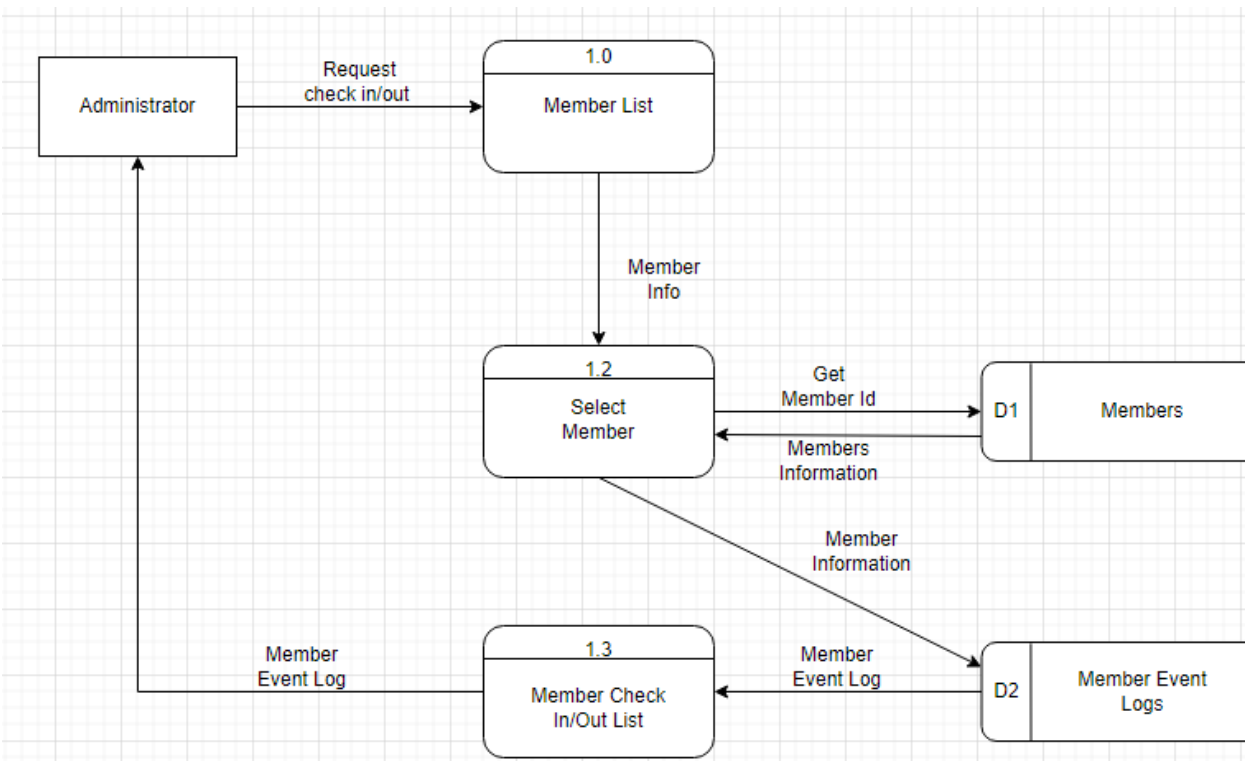 1.0
Request
check in/out
Administrator
Member List
Member
Info
1.2
Get
Member Id
Select
Member
D1
Members
Members
Information
Member
Information
1.3
Member
Event Log
Member
Event Log
Member Check
In/Out List
D2
Member Event
Logs